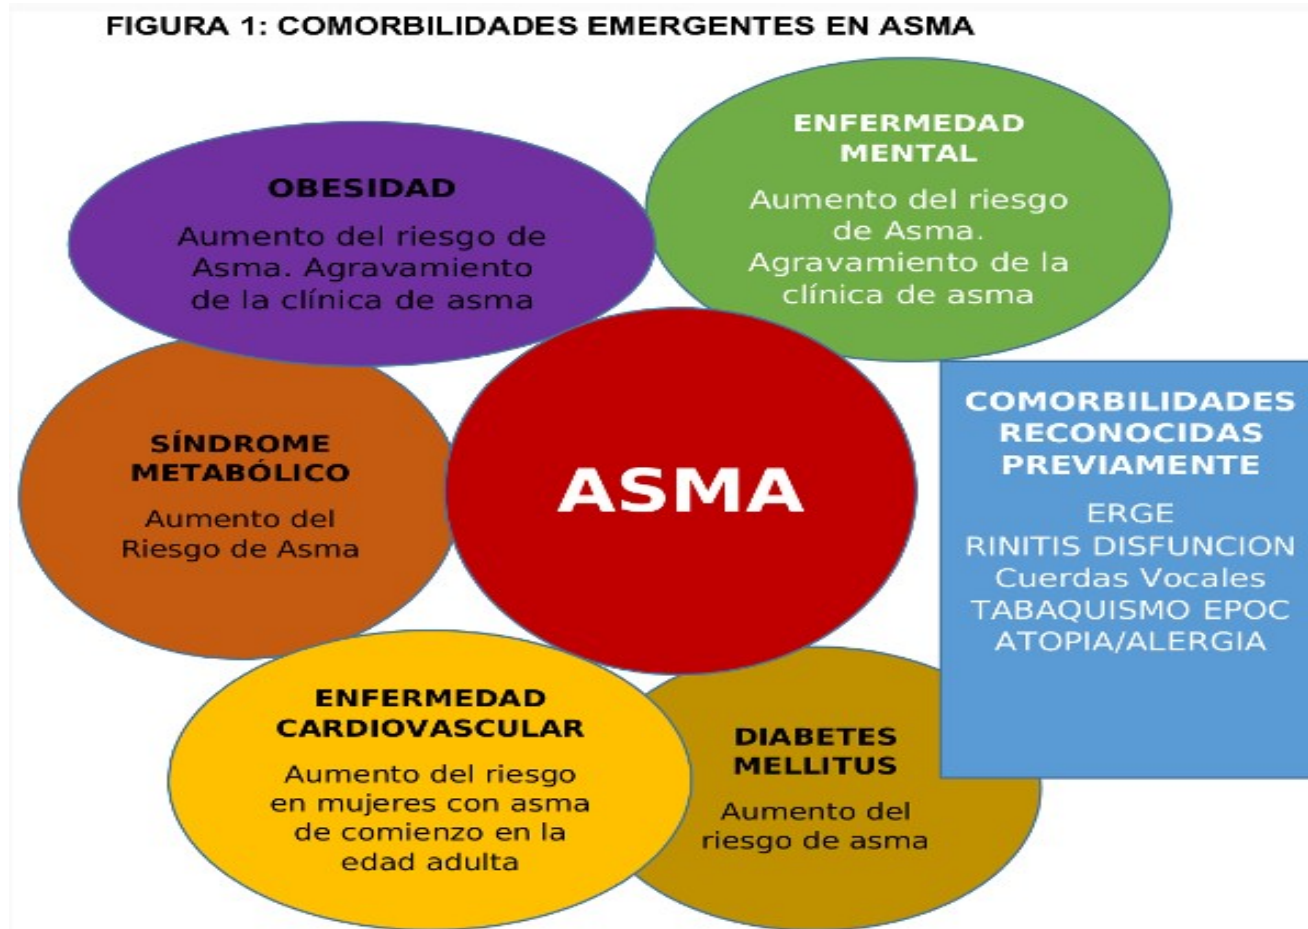 FIGURA 1: COMORBILIDADES EMERGENTES EN ASMA
OBESIDAD
Aumento del riesgo de
Asma. Agravamiento
de la clínica de asma
ENFERMEDAD
MENTAL
Aumento del riesgo
de Asma.
Agravamiento de la
clínica de asma
SÍNDROME
METABÓLICO
Aumento del
Riesgo de Asma
ASMA
COMORBILIDADES
RECONOCIDAS
PREVIAMENTE
ERGE
RINITIS DISFUNCION
Cuerdas Vocales
TABAQUISMO EPOC
ATOPIA/ALERGIA
ENFERMEDAD
CARDIOVASCULAR
Aumento del riesgo
en mujeres con asma
de comienzo en la
edad adulta
DIABETES
MELLITUS
Aumento del
riesgo de asma